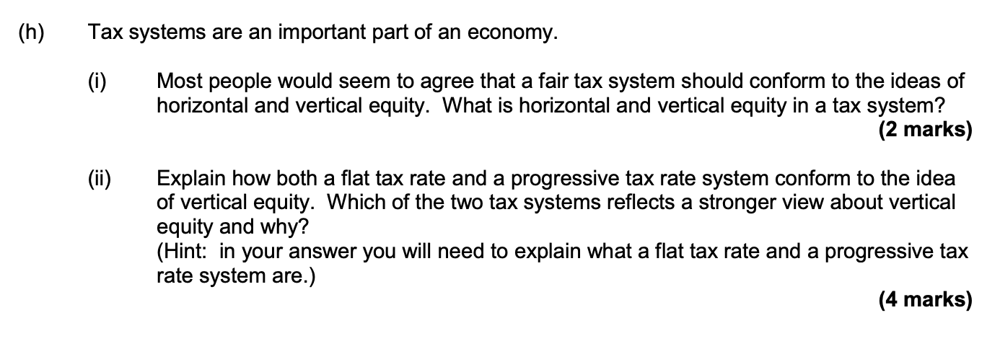 (h) Tax systems are an important part of an economy.
(i) Most people would seem to agree that a fair tax system should conform to the ideas of
horizontal and vertical equity. What is horizontal and vertical equity in a tax system?
(2 marks)
(ii) Explain how both a flat tax rate and a progressive tax rate system conform to the idea
of vertical equity. Which of the two tax systems reflects a stronger view about vertical
equity and why?
(Hint: in your answer you will need to explain what a flat tax rate and a progressive tax
rate system are.)
(4 marks)